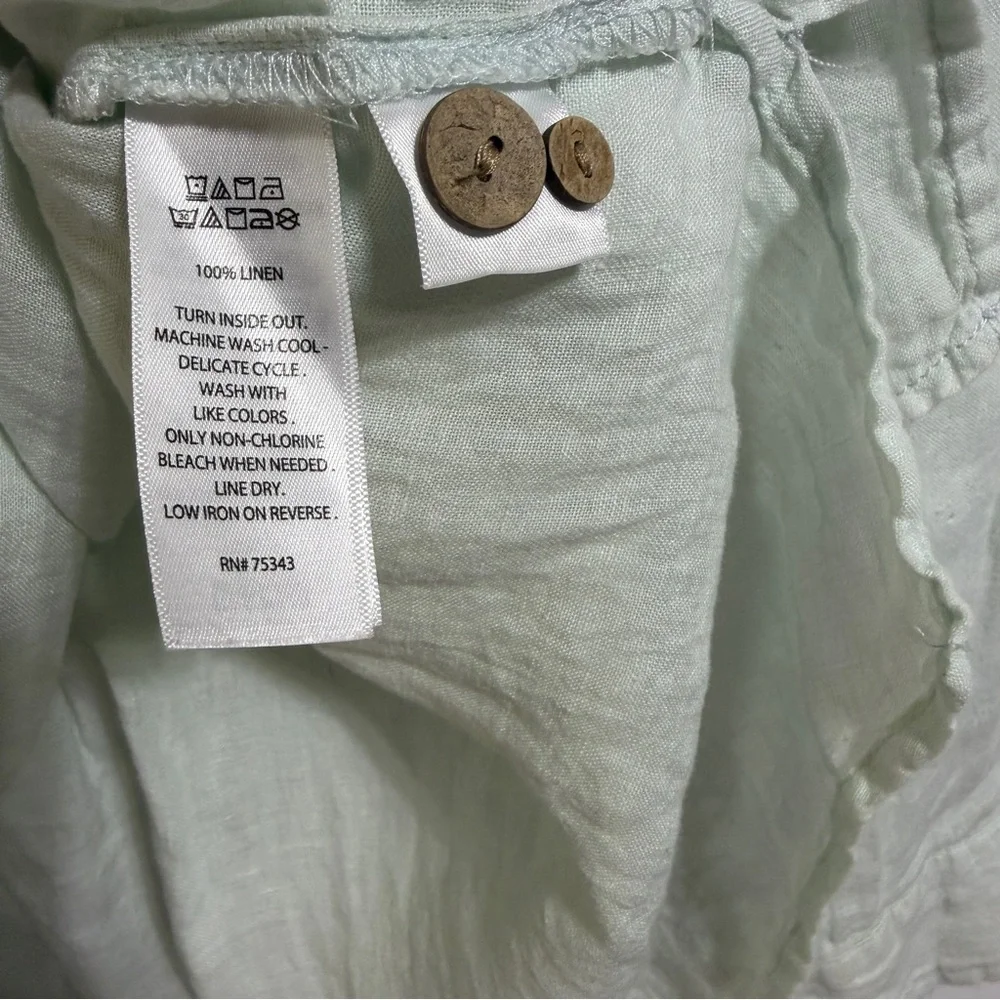 30
100% LINEN
TURN INSIDE OUT.
MACHINE WASH COOL -
DELICATE CYCLE .
WASH WITH
LIKE COLORS .
ONLY NON-CHLORINE
BLEACH WHEN NEEDED .
LINE DRY.
LOW IRON ON REVERSE .
RN# 75343